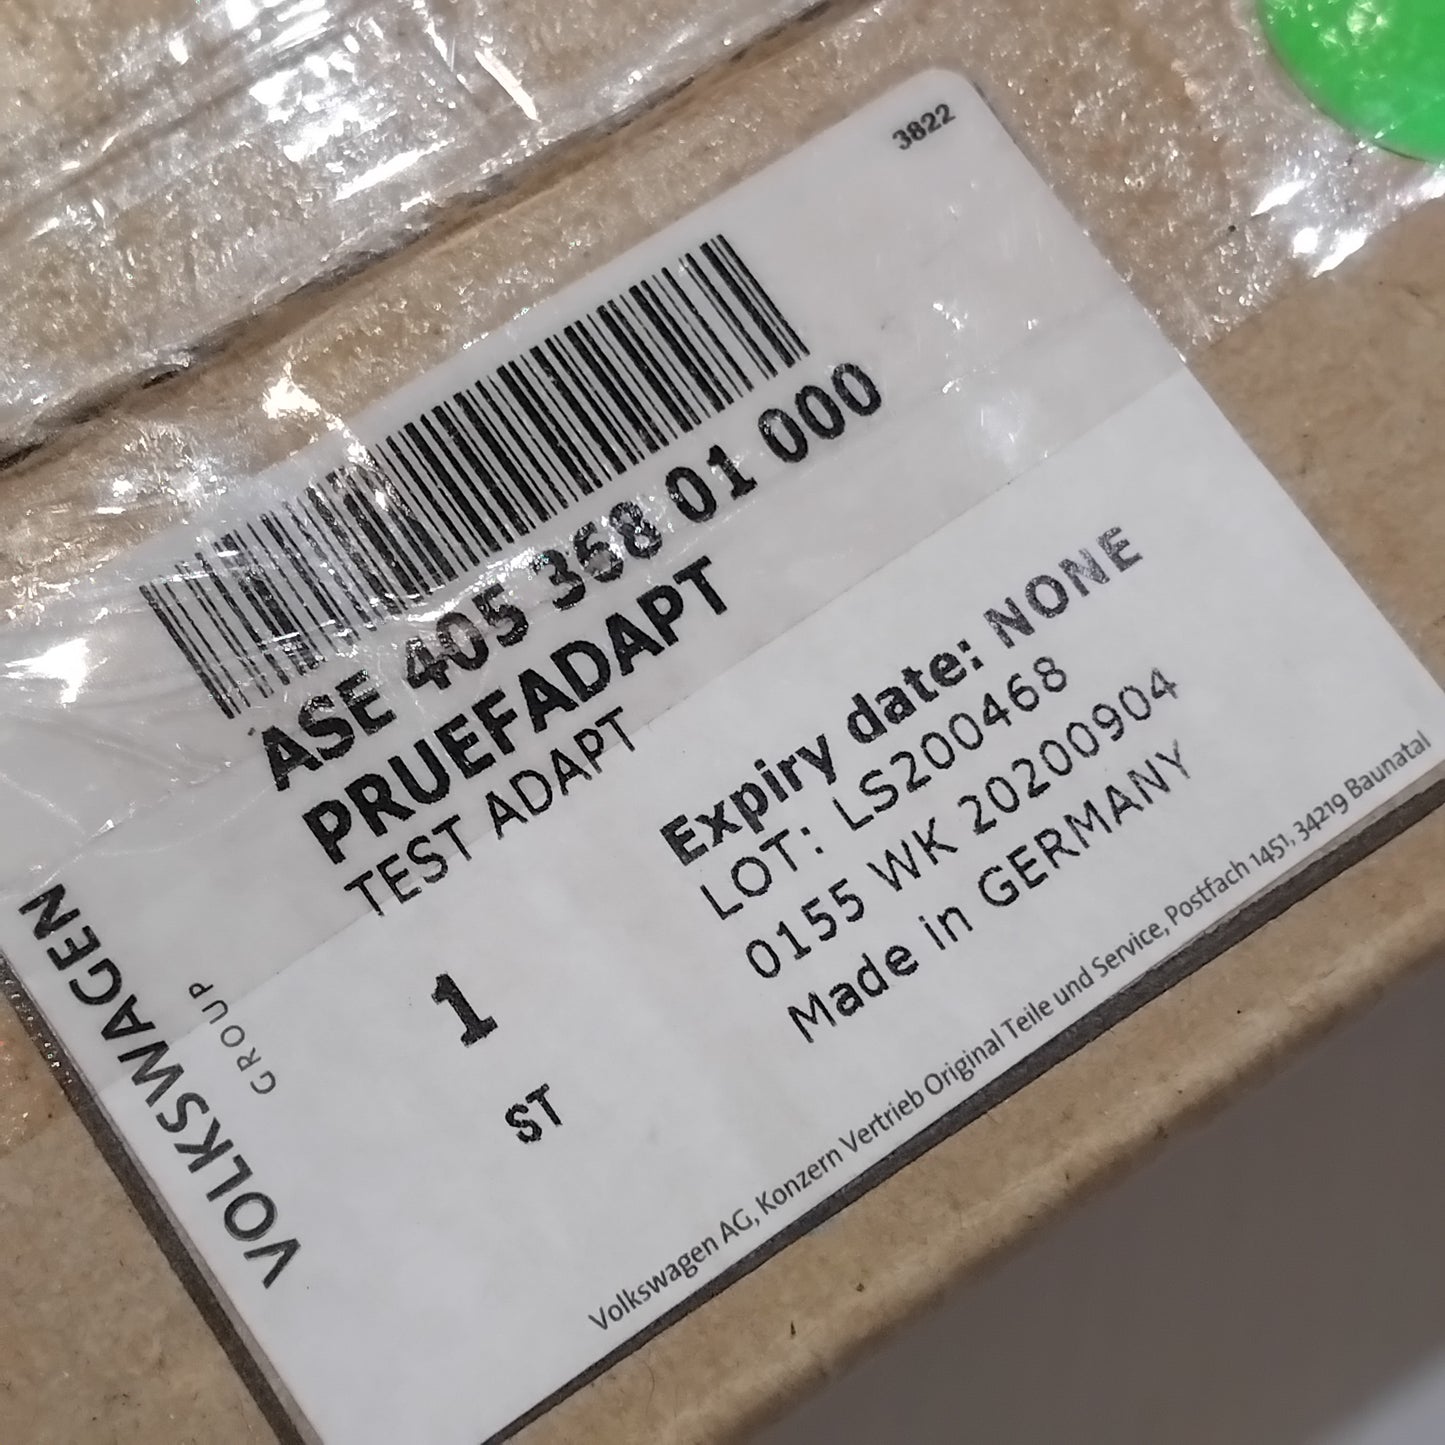 3822
ASE 405 358 01 000
PRUEFADAPT
TEST ADAPT
1
ST
Expiry date: NONE
LOT: LS200468
0155 WK 20200904
Made in GERMANY
VOLKSWAGEN
GROUP
Volkswagen AG, Konzern Vertrieb Original Teile und Service, Postfach 1451, 34219 Baunatal